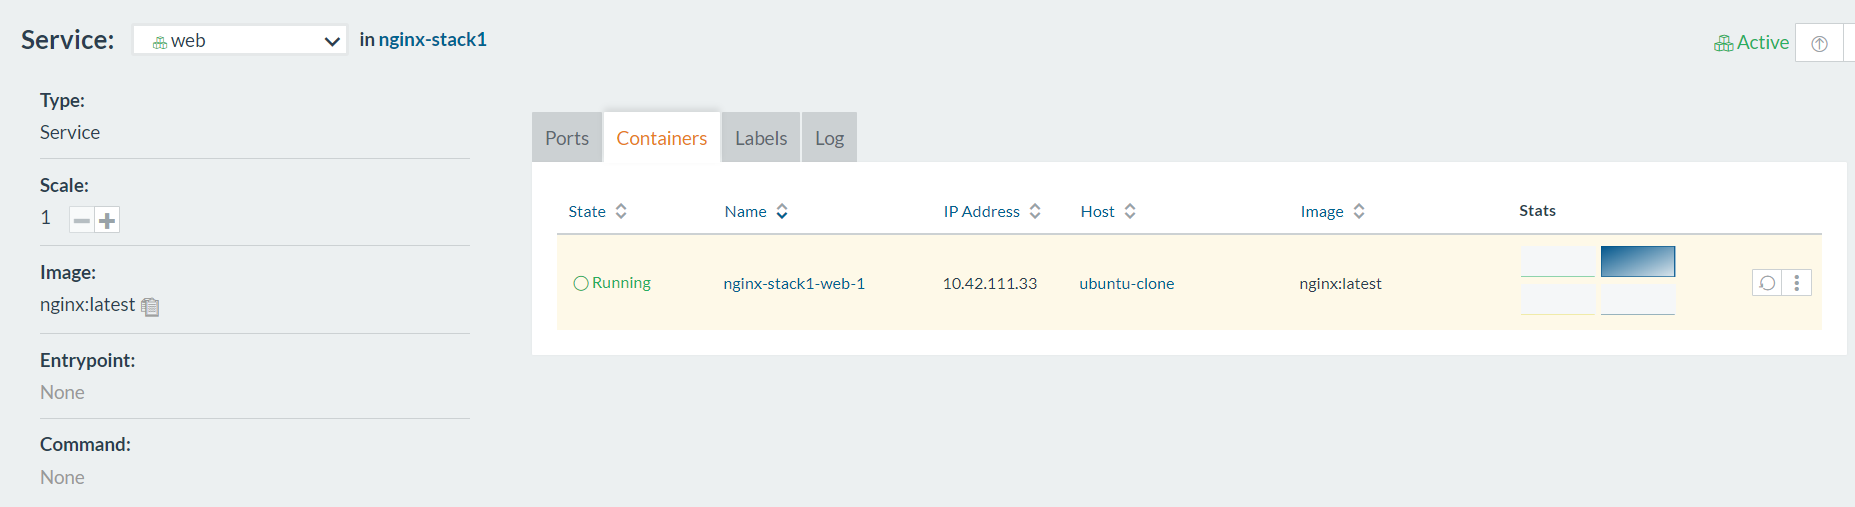 Service: web in nginx-stack1
Active
Type:
Service
Scale:
1
Image:
nginx:latest
Entrypoint:
None
Command:
None
Ports Containers Labels Log
State Name IP Address Host Image Stats
Running nginx-stack1-web-1 10.42.111.33 ubuntu-clone nginx:latest